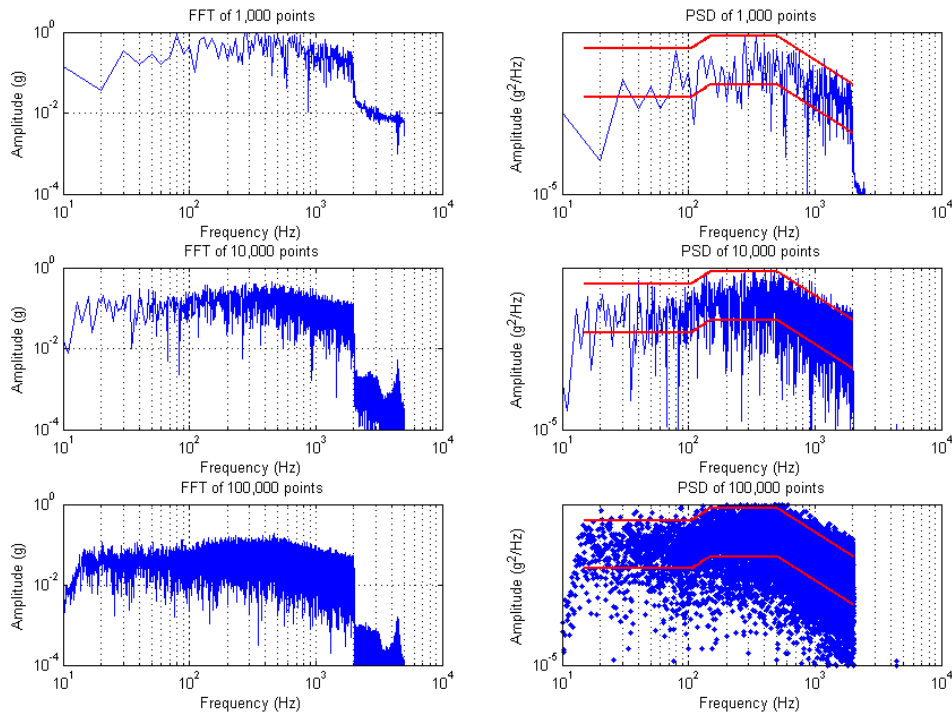 FFT of 1,000 points
10^0
10^-2
10^-4
Amplitude (g)
10^1 10^2 10^3 10^4
Frequency (Hz)
PSD of 1,000 points
10^-5
Amplitude (g^2/Hz)
10^1 10^2 10^3 10^4
Frequency (Hz)
FFT of 10,000 points
10^0
10^-2
10^-4
Amplitude (g)
10^1 10^2 10^3 10^4
Frequency (Hz)
PSD of 10,000 points
10^-5
Amplitude (g^2/Hz)
10^1 10^2 10^3 10^4
Frequency (Hz)
FFT of 100,000 points
10^0
10^-2
10^-4
Amplitude (g)
10^1 10^2 10^3 10^4
Frequency (Hz)
PSD of 100,000 points
10^-5
Amplitude (g^2/Hz)
10^1 10^2 10^3 10^4
Frequency (Hz)